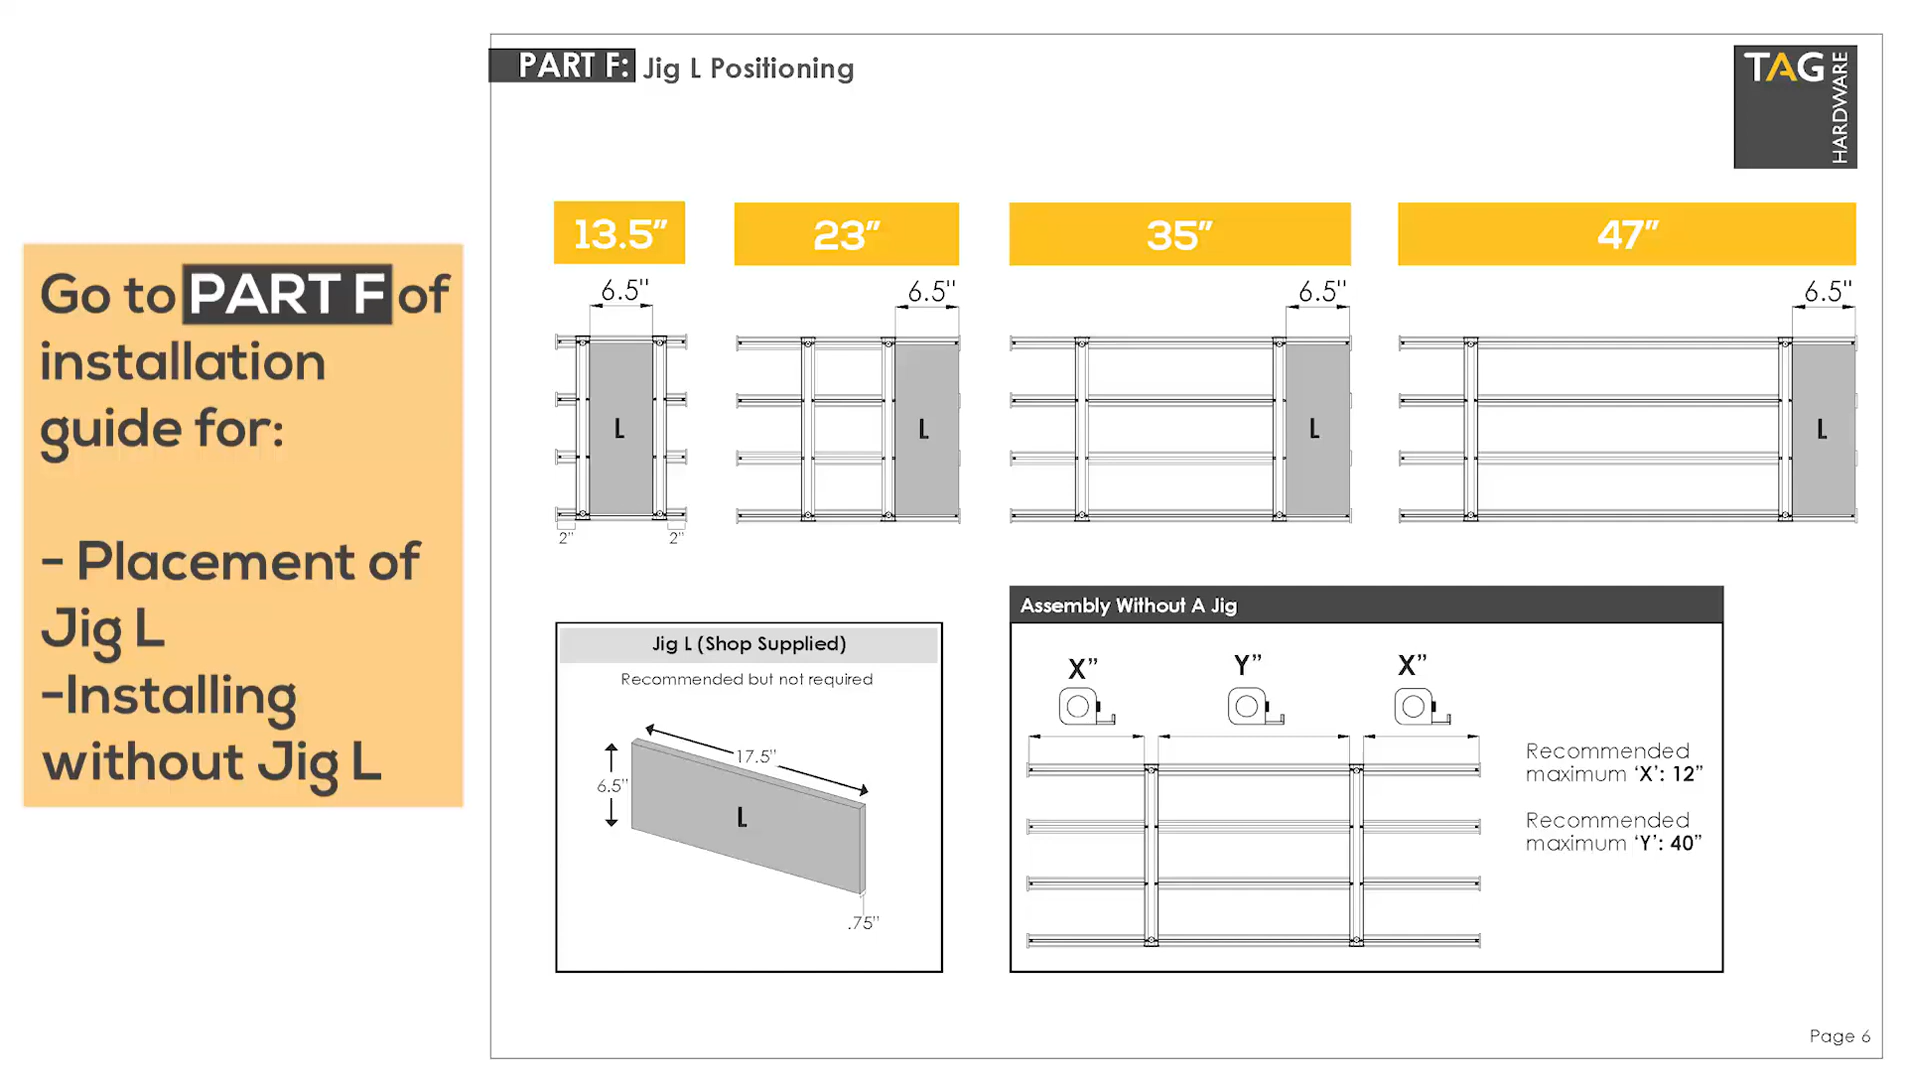 Go to PART F of
installation
guide for:
- Placement of
Jig L
-Installing
without Jig L
PART F: Jig L Positioning
TAG
HARDWARE
13.5”
23”
35”
47”
6.5"
6.5"
6.5"
6.5"
L
L
L
L
2"
2"
Jig L (Shop Supplied)
Recommended but not required
17.5"
6.5"
L
.75"
Assembly Without A Jig
X”
Y”
X”
Recommended
maximum ‘X’: 12”
Recommended
maximum ‘Y’: 40”
Page 6